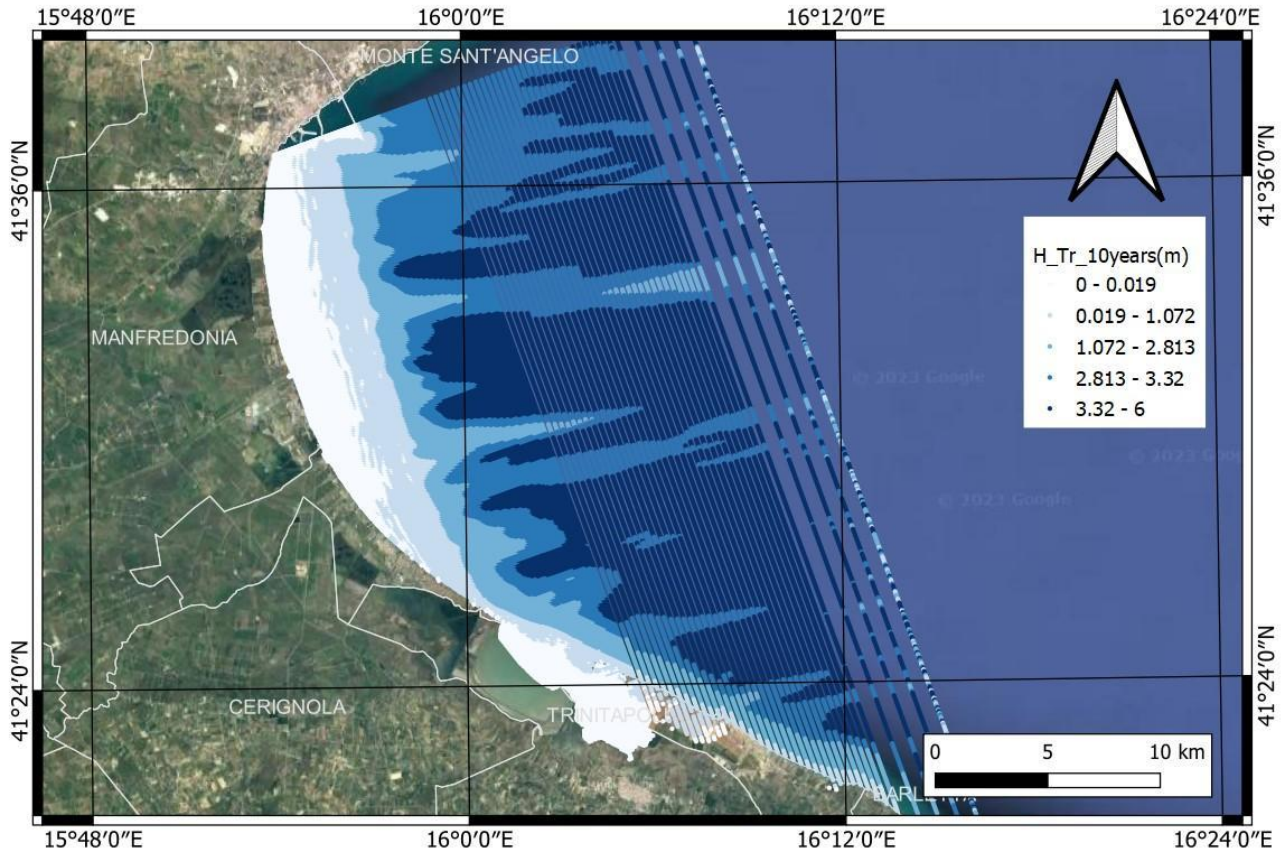 15°48′0″E 16°0′0″E 16°12′0″E 16°24′0″E
MONTE SANT'ANGELO
41°36′0″N 41°36′0″N
H_Tr_10years(m)
0 - 0.019
0.019 - 1.072
1.072 - 2.813
2.813 - 3.32
3.32 - 6
MANFREDONIA
© 2023 Google
© 2023
© 2023 Google
41°24′0″N 41°24′0″N
CERIGNOLA
0 5 10 km
15°48′0″E 16°0′0″E 16°12′0″E 16°24′0″E